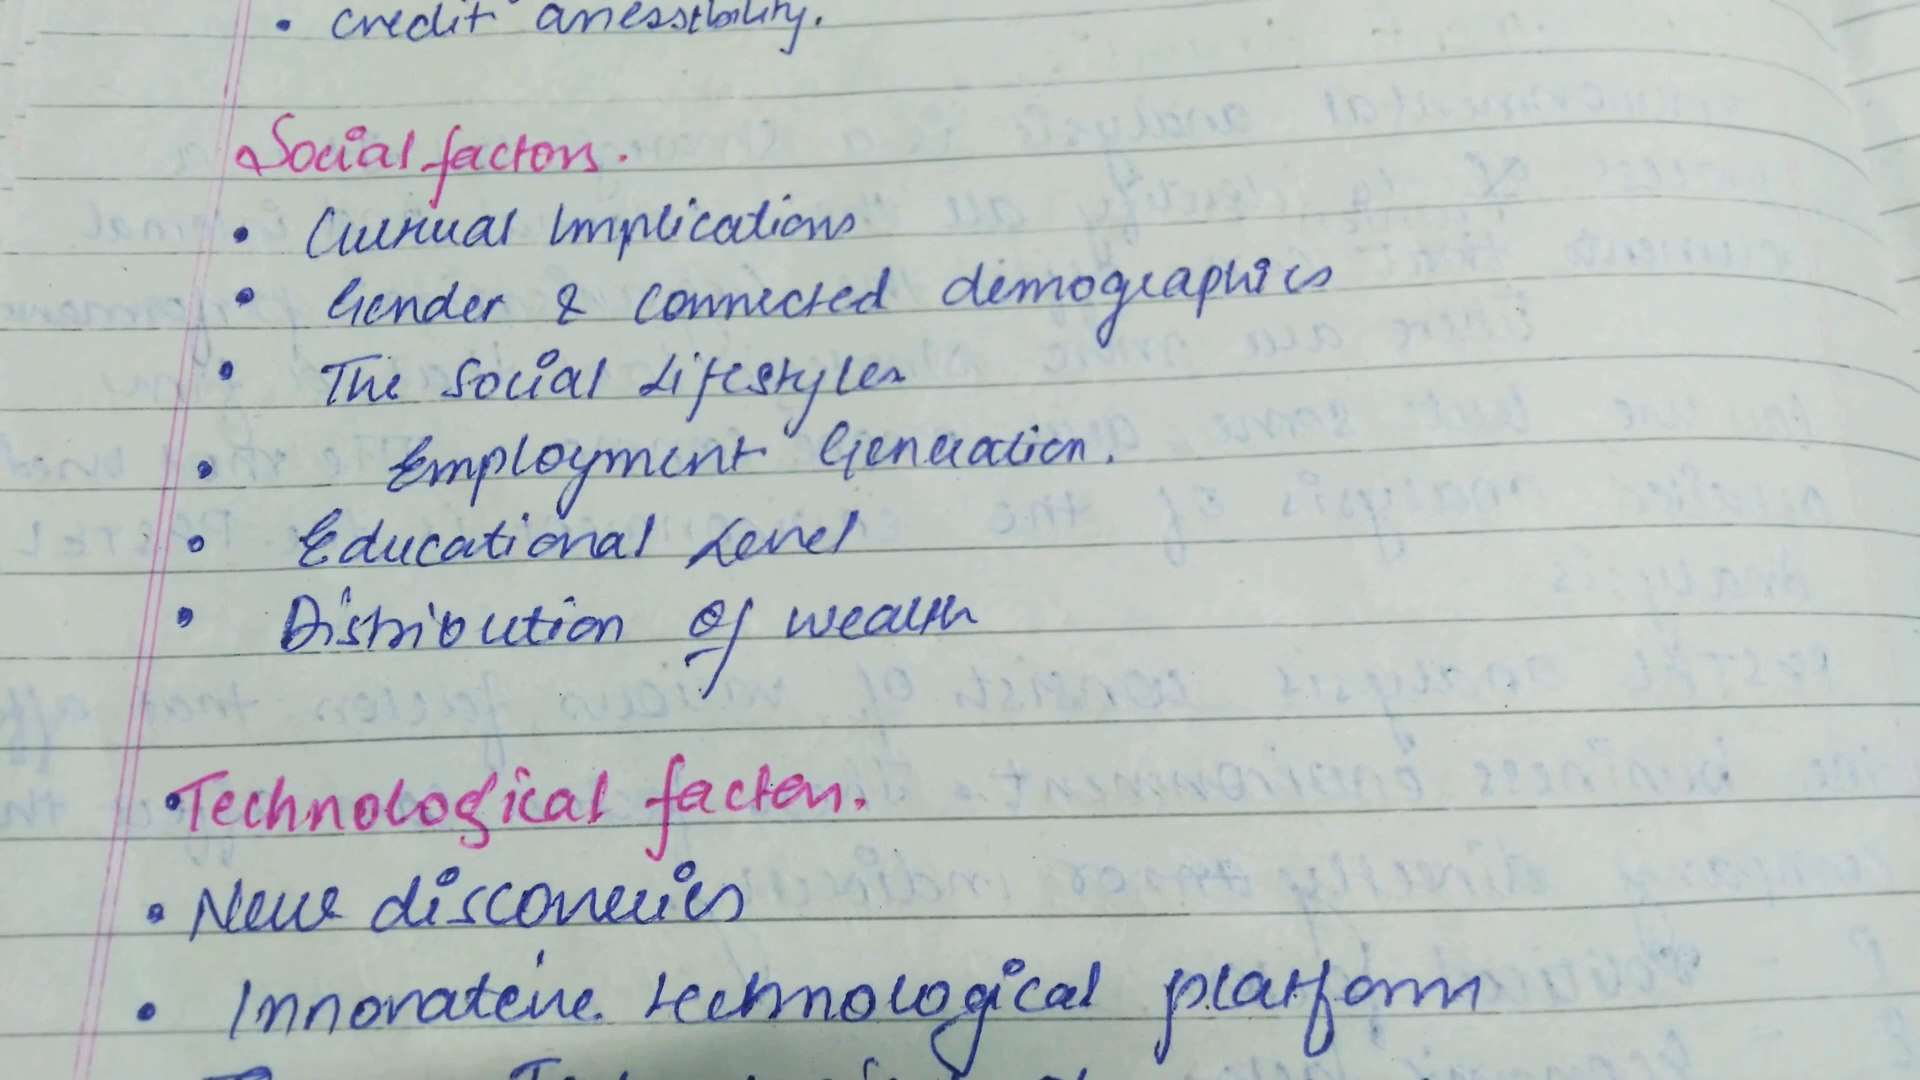 • Credit accessibility.
Social factors.
• Cultural Implications
• Gender & connected demographics
• The Social Lifestyles
• Employment Generation.
• Educational Level
• Distribution of wealth
• Technological factors.
• New discoveries
• Innovative technological platform